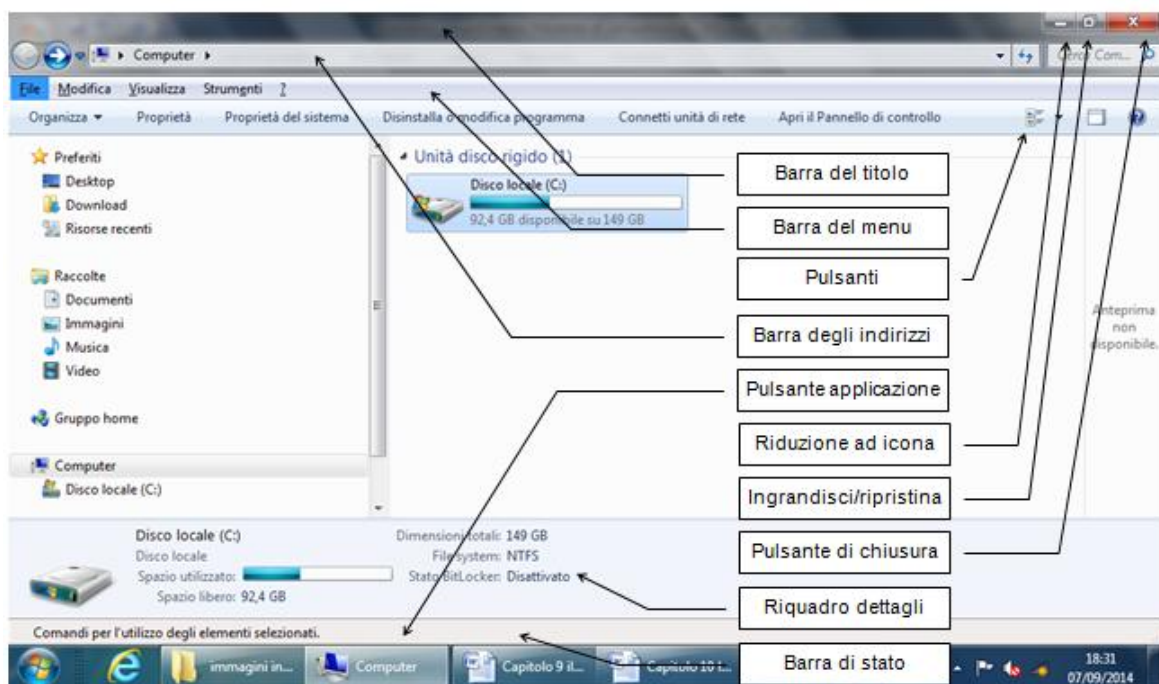 Computer
Cerca Com...
File Modifica Visualizza Strumenti ?
Organizza Proprietà Proprietà del sistema Disinstalla o modifica programma Connetti unità di rete Apri il Pannello di controllo
Preferiti
Desktop
Download
Risorse recenti
Raccolte
Documenti
Immagini
Musica
Video
Gruppo home
Computer
Disco locale (C:)
Unità disco rigido (1)
Disco locale (C:)
92,4 GB disponibile su 149 GB
Barra del titolo
Barra del menu
Pulsanti
Barra degli indirizzi
Pulsante applicazione
Riduzione ad icona
Ingrandisci/ripristina
Pulsante di chiusura
Riquadro dettagli
Barra di stato
Anteprima
non
disponibile.
Disco locale (C:)
Disco locale
Spazio utilizzato:
Spazio libero: 92,4 GB
Dimensioni totali: 149 GB
File system: NTFS
Stato BitLocker: Disattivato
Comandi per l'utilizzo degli elementi selezionati.
immagini in... Computer Capitolo 9 il... Capitolo 10 i...
18:31
07/09/2014